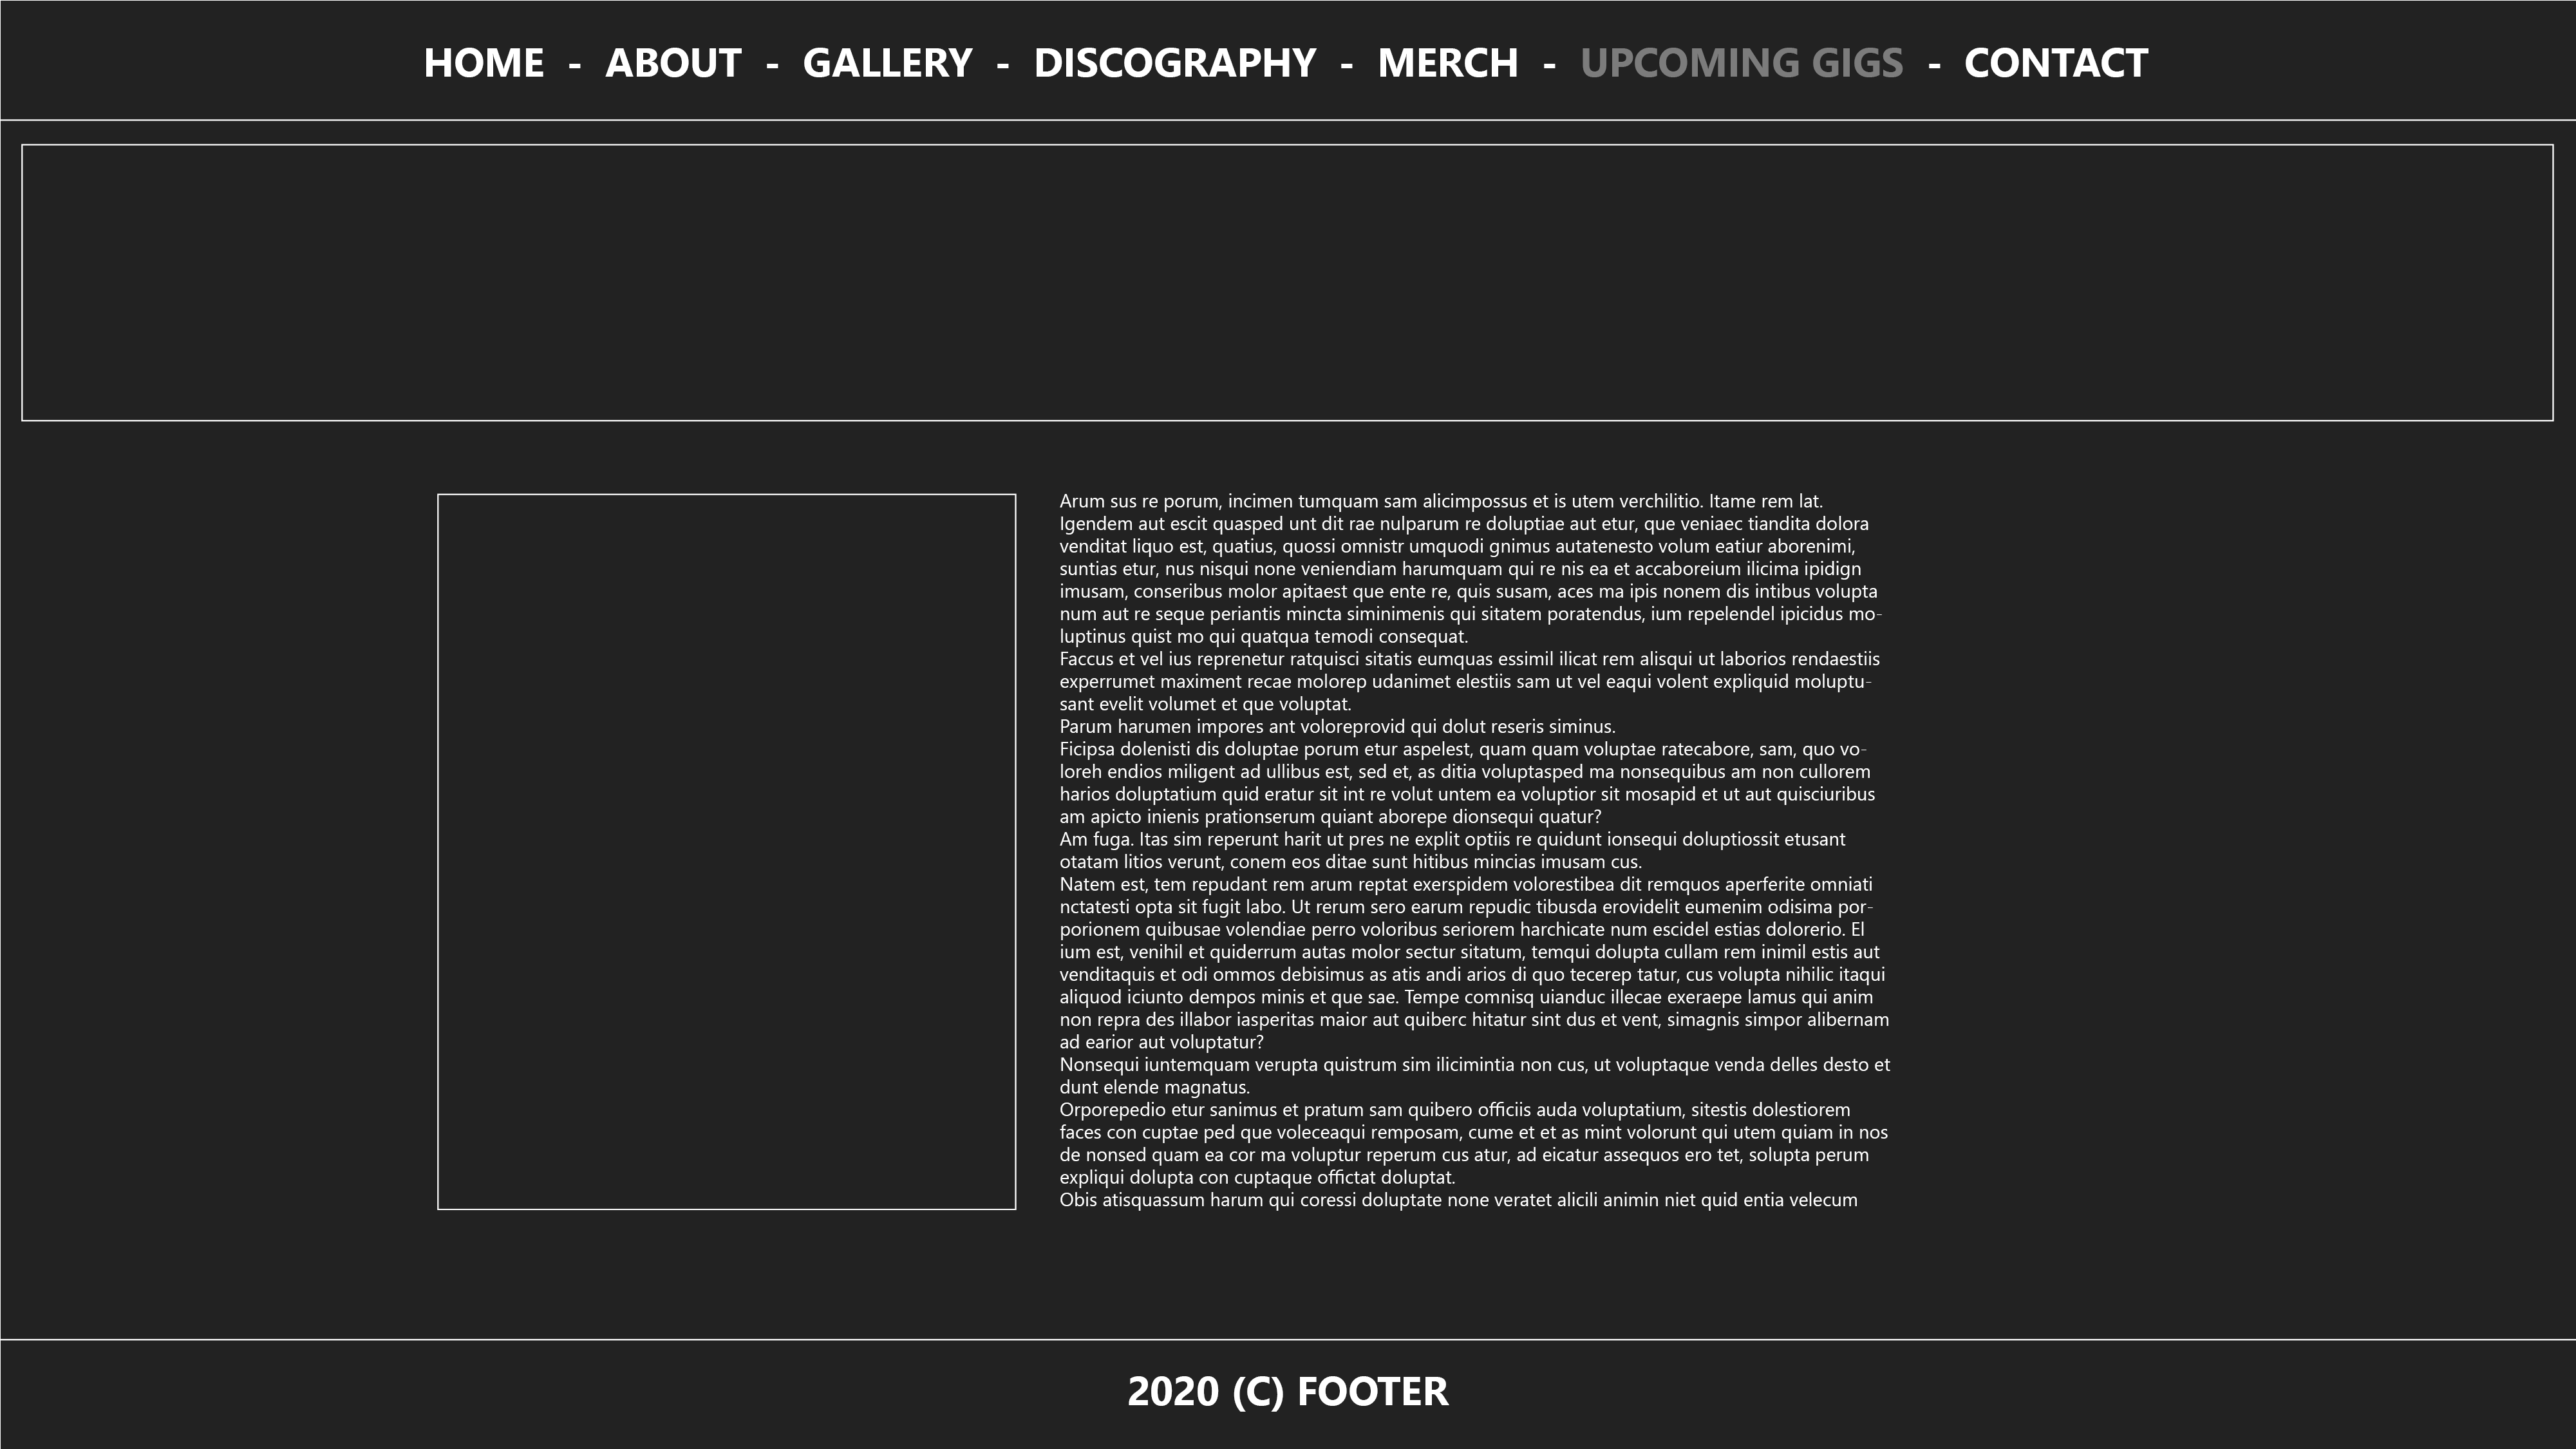 HOME - ABOUT - GALLERY - DISCOGRAPHY - MERCH - UPCOMING GIGS - CONTACT
Arum sus re porum, incimen tumquam sam alicimpossus et is utem verchilitio. Itame rem lat.
Igendem aut escit quasped unt dit rae nulparum re doluptiae aut etur, que veniaec tiandita dolora
venditat liquo est, quatius, quossi omnistr umquodi gnimus autatenesto volum eatiur aborenimi,
suntias etur, nus nisqui none veniendiam harumquam qui re nis ea et accaboreium ilicima ipidign
imusam, conseribus molor apitaest que ente re, quis susam, aces ma ipis nonem dis intibus volupta
num aut re seque periantis mincta siminimenis qui sitatem poratendus, ium repelendel ipicidus mo-
luptinus quist mo qui quatqua temodi consequat.
Faccus et vel ius reprenetur ratquisci sitatis eumquas essimil ilicat rem alisqui ut laborios rendaestiis
experrumet maximent recae molorep udanimet elestiis sam ut vel eaqui volent expliquid moluptu-
sant evelit volumet et que voluptat.
Parum harumen impores ant voloreprovid qui dolut reseris siminus.
Ficipsa dolenisti dis doluptae porum etur aspelest, quam quam voluptae ratecabore, sam, quo vo-
loreh endios miligent ad ullibus est, sed et, as ditia voluptasped ma nonsequibus am non cullorem
harios doluptatium quid eratur sit int re volut untem ea voluptior sit mosapid et ut aut quisciuribus
am apicto inienis prationserum quiant aborepe dionsequi quatur?
Am fuga. Itas sim reperunt harit ut pres ne explit optiis re quidunt ionsequi doluptiossit etusant
otatam litios verunt, conem eos ditae sunt hitibus mincias imusam cus.
Natem est, tem repudant rem arum reptat exerspidem volorestibea dit remquos aperferite omniati
nctatesti opta sit fugit labo. Ut rerum sero earum repudic tibusda erovidelit eumenim odisima por-
porionem quibusae volendiae perro voloribus seriorem harchicate num escidel estias dolorerio. El
ium est, venihil et quiderrum autas molor sectur sitatum, temqui dolupta cullam rem inimil estis aut
venditaquis et odi ommos debisimus as atis andi arios di quo tecerep tatur, cus volupta nihilic itaqui
aliquod iciunto dempos minis et que sae. Tempe comnisq uianduc illecae exeraepe lamus qui anim
non repra des illabor iasperitas maior aut quiberc hitatur sint dus et vent, simagnis simpor alibernam
ad earior aut voluptatur?
Nonsequi iuntemquam verupta quistrum sim ilicimintia non cus, ut voluptaque venda delles desto et
dunt elende magnatus.
Orporepedio etur sanimus et pratum sam quibero officiis auda voluptatium, sitestis dolestiorem
faces con cuptae ped que voleceaqui remposam, cume et et as mint volorunt qui utem quiam in nos
de nonsed quam ea cor ma voluptur reperum cus atur, ad eicatur assequos ero tet, solupta perum
expliqui dolupta con cuptaque offictat doluptat.
Obis atisquassum harum qui coressi doluptate none veratet alicili animin niet quid entia velecum
2020 (C) FOOTER